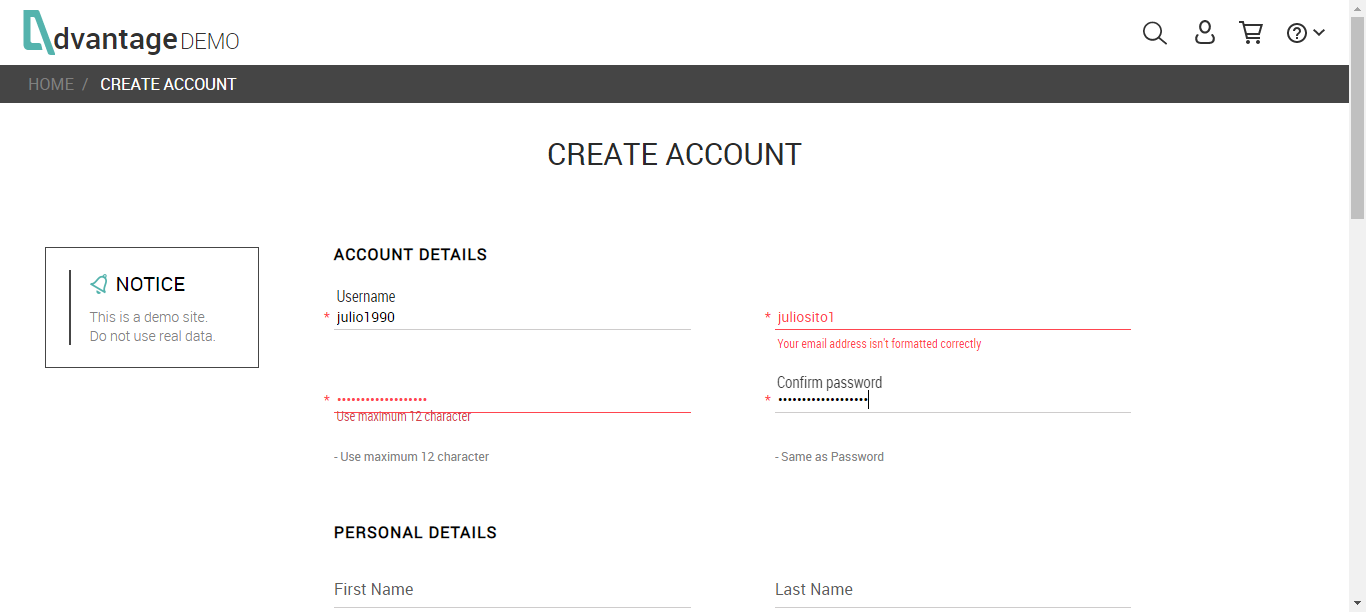 dvantage DEMO
HOME / CREATE ACCOUNT
CREATE ACCOUNT
NOTICE
This is a demo site.
Do not use real data.
ACCOUNT DETAILS
Username
* julio1990
* juliosito1
Your email address isn't formatted correctly
* •••••••••••••••••••
Use maximum 12 character
- Use maximum 12 character
Confirm password
* •••••••••••••••••••
- Same as Password
PERSONAL DETAILS
First Name
Last Name